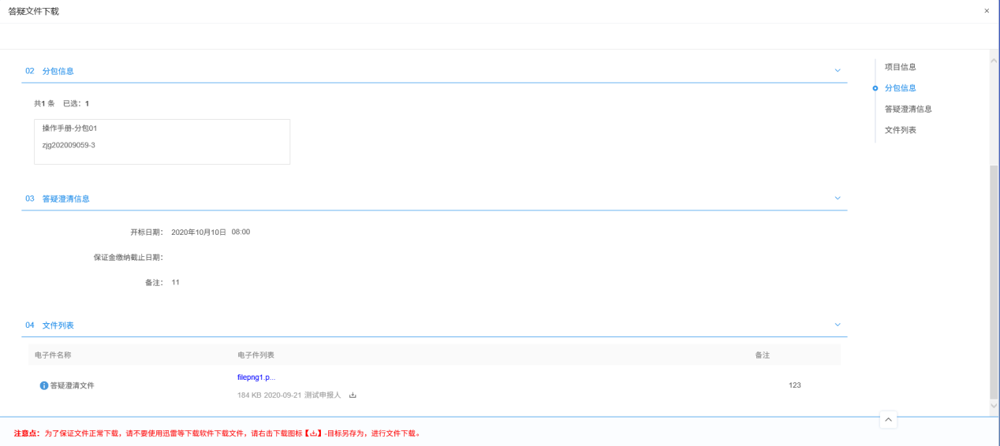 答疑文件下载
×
02 分包信息
项目信息
分包信息
答疑澄清信息
文件列表
共1 条 已选：1
操作手册-分包01
zjg202009059-3
03 答疑澄清信息
开标日期： 2020年10月10日 08:00
保证金缴纳截止日期：
备注： 11
04 文件列表
电子件名称 电子件列表 备注
答疑澄清文件 filepng1.p... 123
184 KB 2020-09-21 测试申报人
注意点：为了保证文件正常下载，请不要使用迅雷等下载软件下载文件，请右击下载图标【】-目标另存为，进行文件下载。